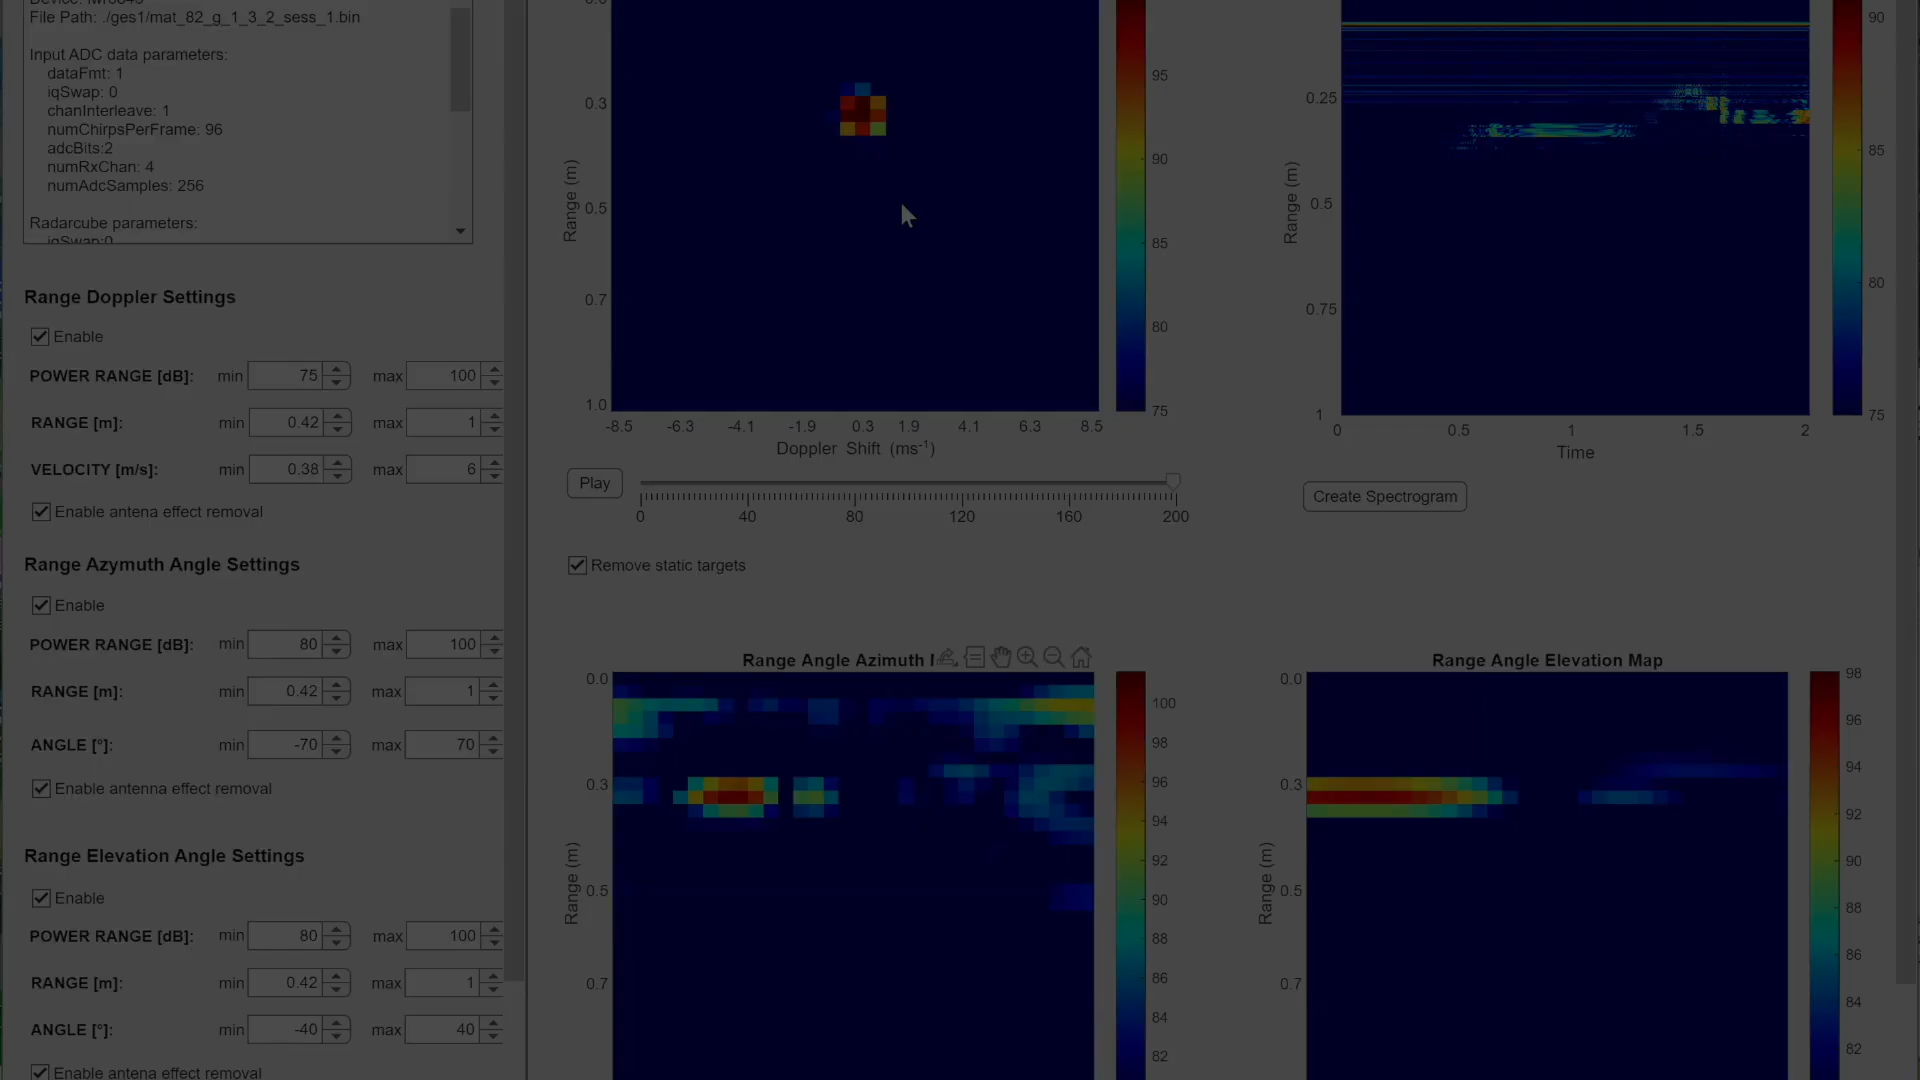 File Path: ./ges1/mat_82_g_1_3_2_sess_1.bin
Input ADC data parameters:
dataFmt: 1
iqSwap: 0
chanInterleave: 1
numChirpsPerFrame: 96
adcBits:2
numRxChan: 4
numAdcSamples: 256
Radarcube parameters:
iqSwap:0
Range Doppler Settings
Enable
POWER RANGE [dB]: min 75 max 100
RANGE [m]: min 0.42 max 1
VELOCITY [m/s]: min 0.38 max 6
Enable antena effect removal
Range Azymuth Angle Settings
Enable
POWER RANGE [dB]: min 80 max 100
RANGE [m]: min 0.42 max 1
ANGLE [°]: min -70 max 70
Enable antenna effect removal
Range Elevation Angle Settings
Enable
POWER RANGE [dB]: min 80 max 100
RANGE [m]: min 0.42 max 1
ANGLE [°]: min -40 max 40
Enable antena effect removal
0.3
0.5
0.7
1.0
Range (m)
-8.5 -6.3 -4.1 -1.9 0.3 1.9 4.1 6.3 8.5
Doppler Shift (ms-1)
95
90
85
80
75
Play
0 40 80 120 160 200
Remove static targets
0.25
0.5
0.75
1
Range (m)
0 0.5 1 1.5 2
Time
90
85
80
75
Create Spectrogram
Range Angle Azimuth
0.0
0.3
0.5
0.7
Range (m)
100
98
96
94
92
90
88
86
84
82
Range Angle Elevation Map
0.0
0.3
0.5
0.7
Range (m)
98
96
94
92
90
88
86
84
82